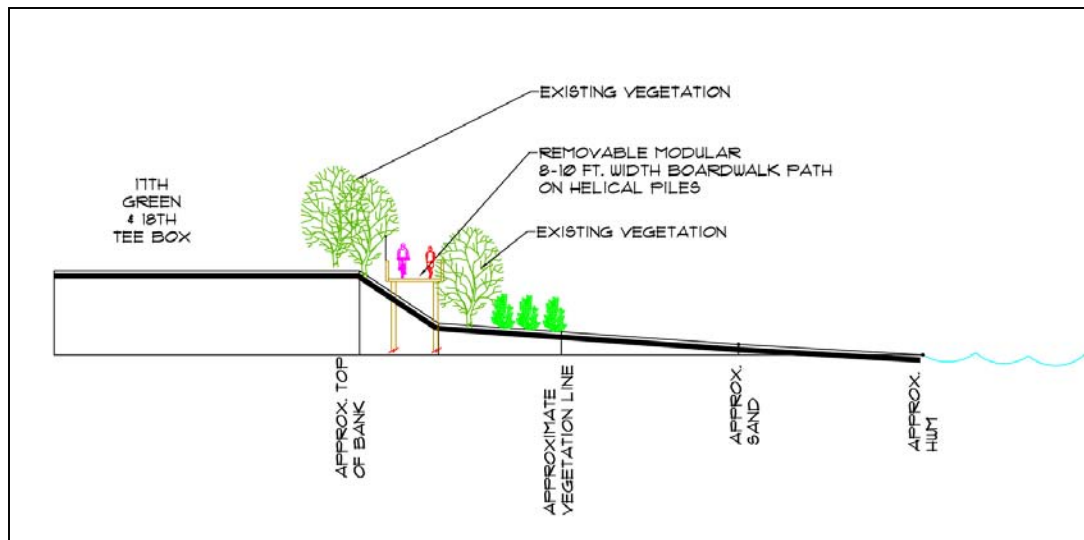 EXISTING VEGETATION
REMOVABLE MODULAR
8-10 FT. WIDTH BOARDWALK PATH
ON HELICAL PILES
17TH
GREEN
& 18TH
TEE BOX
EXISTING VEGETATION
APPROX. TOP
OF BANK
APPROXIMATE
VEGETATION LINE
APPROX.
SAND
APPROX.
HWM